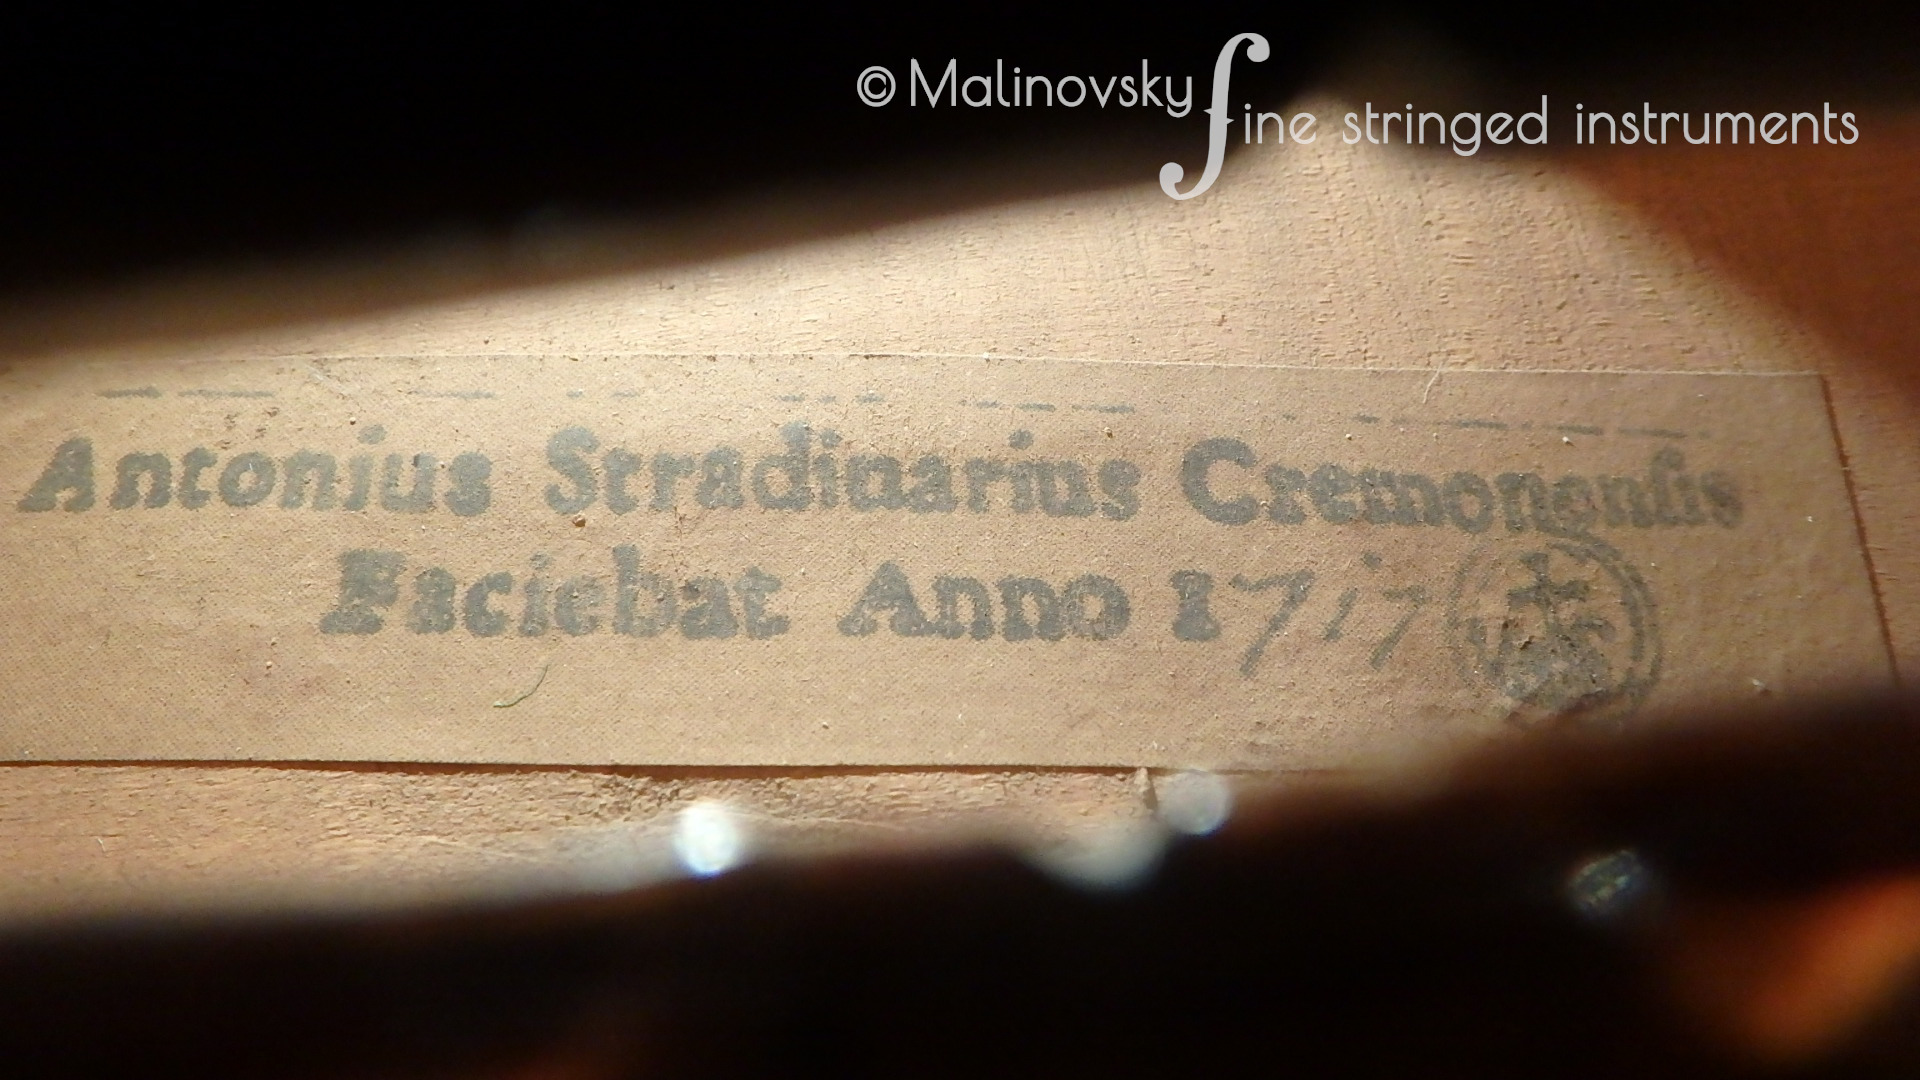 ©Malinovsky
fine stringed instruments
Antonius Stradiuarius Cremonenſis
Faciebat Anno 1717
A S